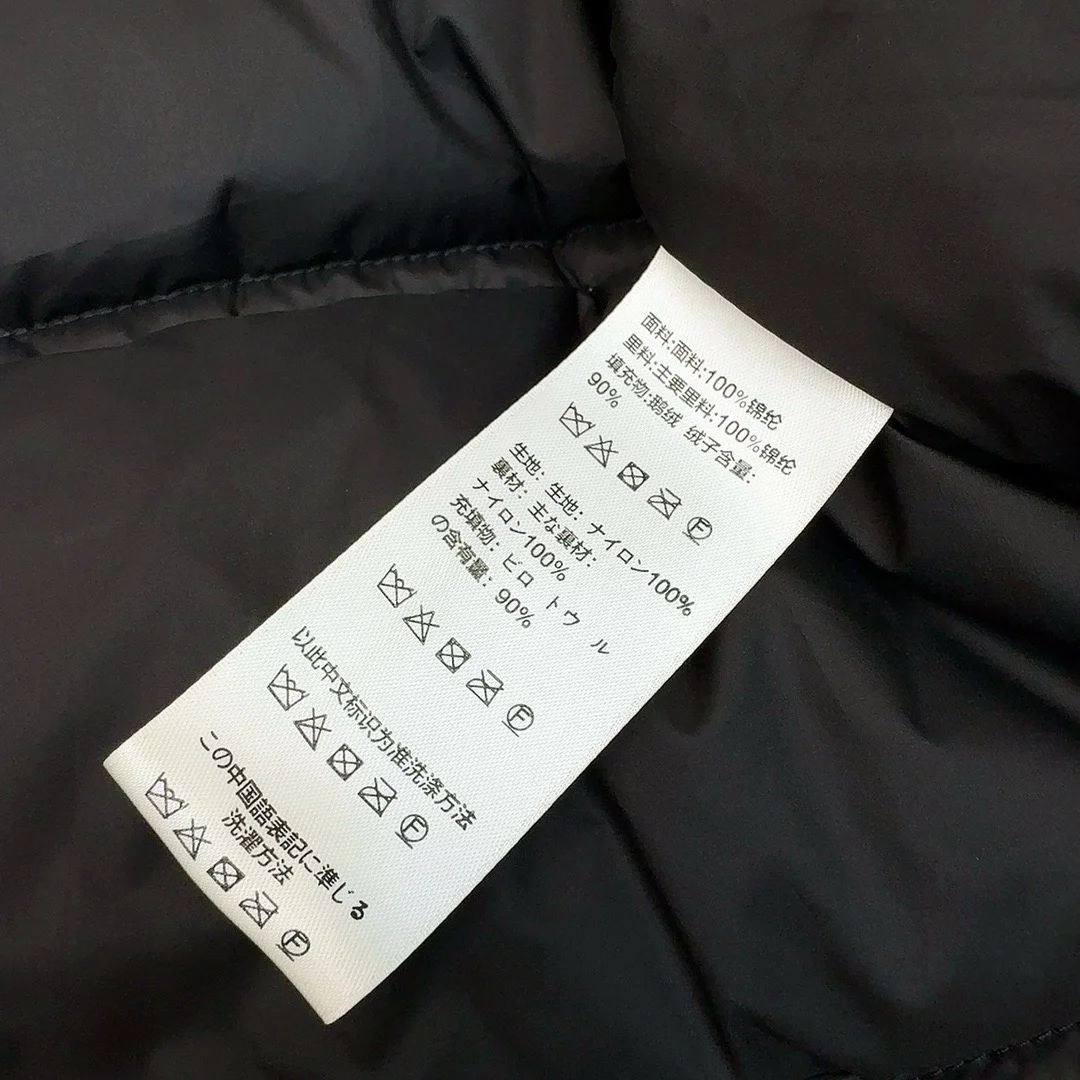 面料:面料:100%锦纶
里料:主要里料:100%锦纶
填充物:鹅绒 绒子含量:
90%
F
生地: 生地: ナイロン100%
裏材: 主な裏材:
ナイロン100%
充填物: ビロ トウ ル
の含有量: 90%
F
以此中文标识为准洗涤方法
F
この中国語表記に準じる
洗濯方法
F